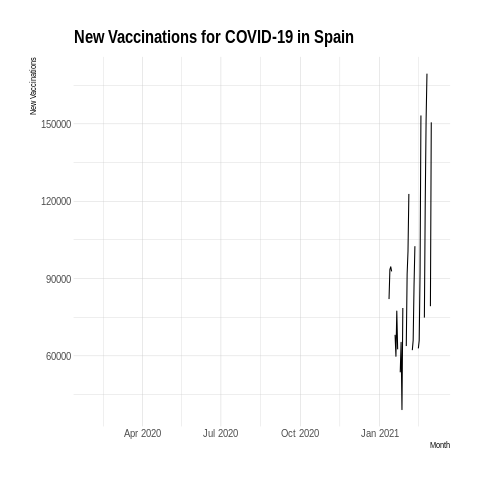 New Vaccinations for COVID-19 in Spain
New Vaccinations
150000
120000
90000
60000
Apr 2020 Jul 2020 Oct 2020 Jan 2021
Month